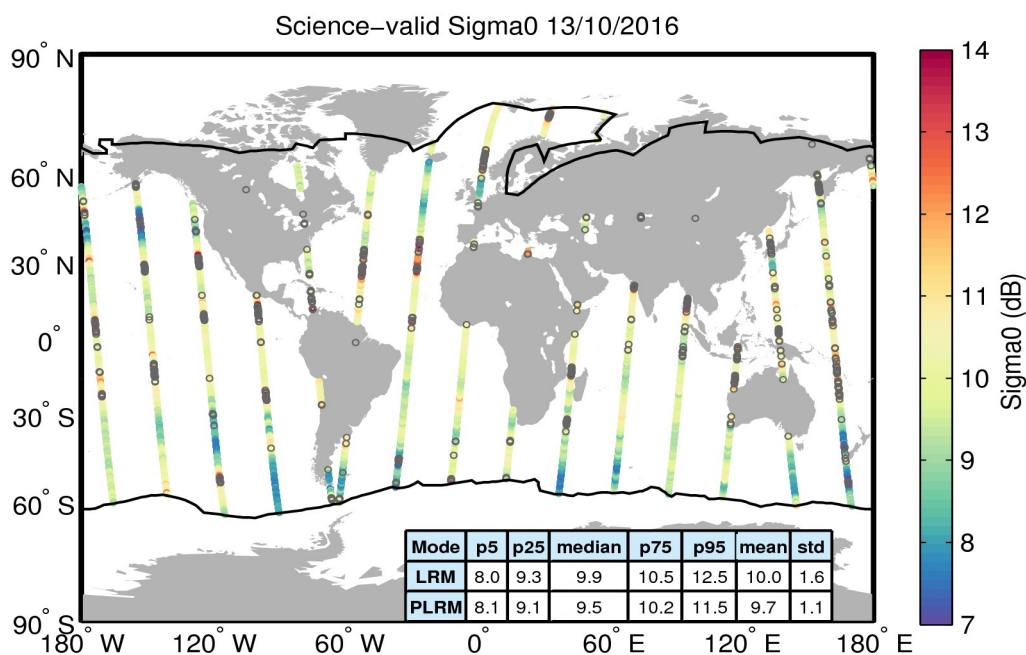 Science−valid Sigma0 13/10/2016
90° N
60° N
30° N
0°
30° S
60° S
90° S
180° W
120° W
60° W
0°
60° E
120° E
180° E
14
13
12
11
10
9
8
7
Sigma0 (dB)
Mode p5 p25 median p75 p95 mean std
LRM 8.0 9.3 9.9 10.5 12.5 10.0 1.6
PLRM 8.1 9.1 9.5 10.2 11.5 9.7 1.1